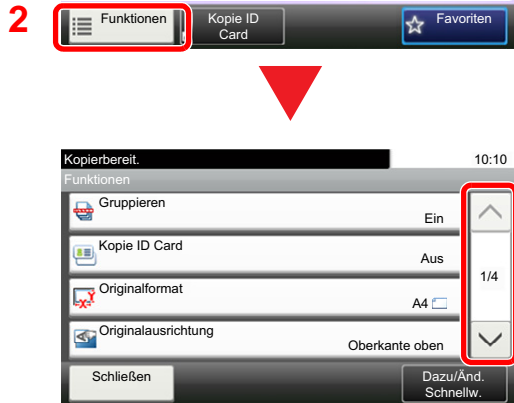 2
Funktionen
Kopie ID
Card
Favoriten
Kopierbereit.
10:10
Funktionen
Gruppieren
Ein
Kopie ID Card
Aus
1/4
Originalformat
A4
Originalausrichtung
Oberkante oben
Schließen
Dazu/Änd.
Schnellw.